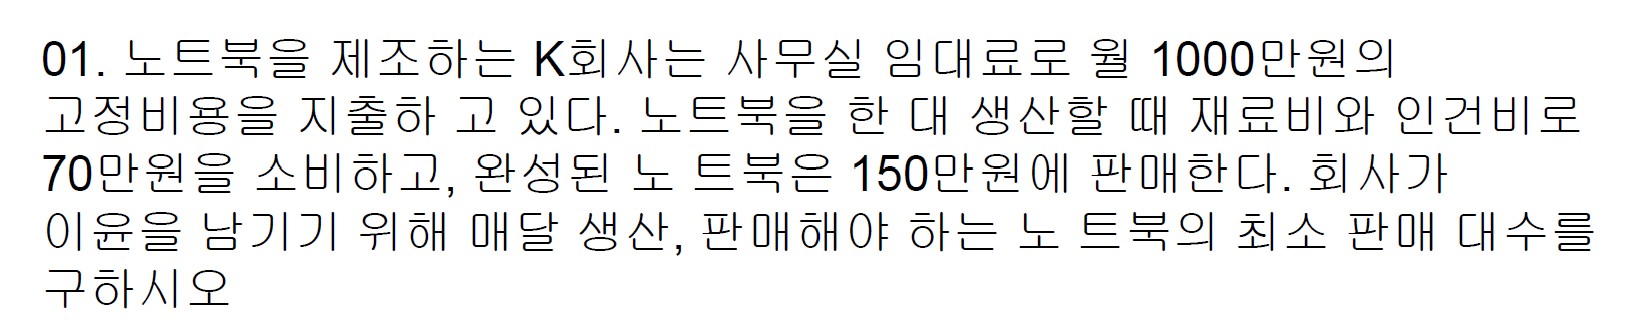 01. 노트북을 제조하는 K회사는 사무실 임대료로 월 1000만원의
고정비용을 지출하 고 있다. 노트북을 한 대 생산할 때 재료비와 인건비로
70만원을 소비하고, 완성된 노 트북은 150만원에 판매한다. 회사가
이윤을 남기기 위해 매달 생산, 판매해야 하는 노 트북의 최소 판매 대수를
구하시오